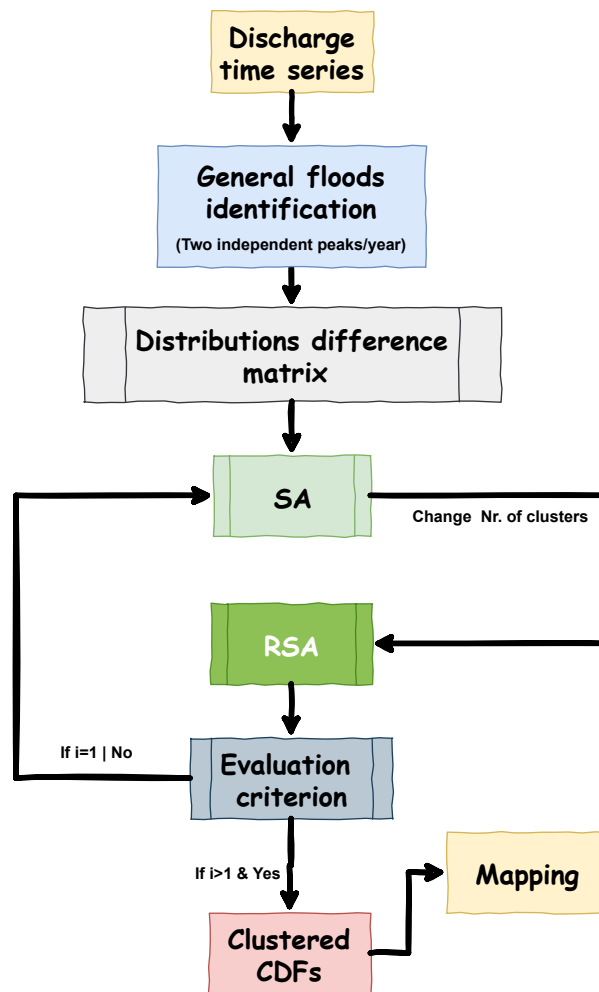 Discharge
time series
General floods
identification
(Two independent peaks/year)
Distributions difference
matrix
SA
Change Nr. of clusters
RSA
If i=1 | No
Evaluation
criterion
If i>1 & Yes
Mapping
Clustered
CDFs